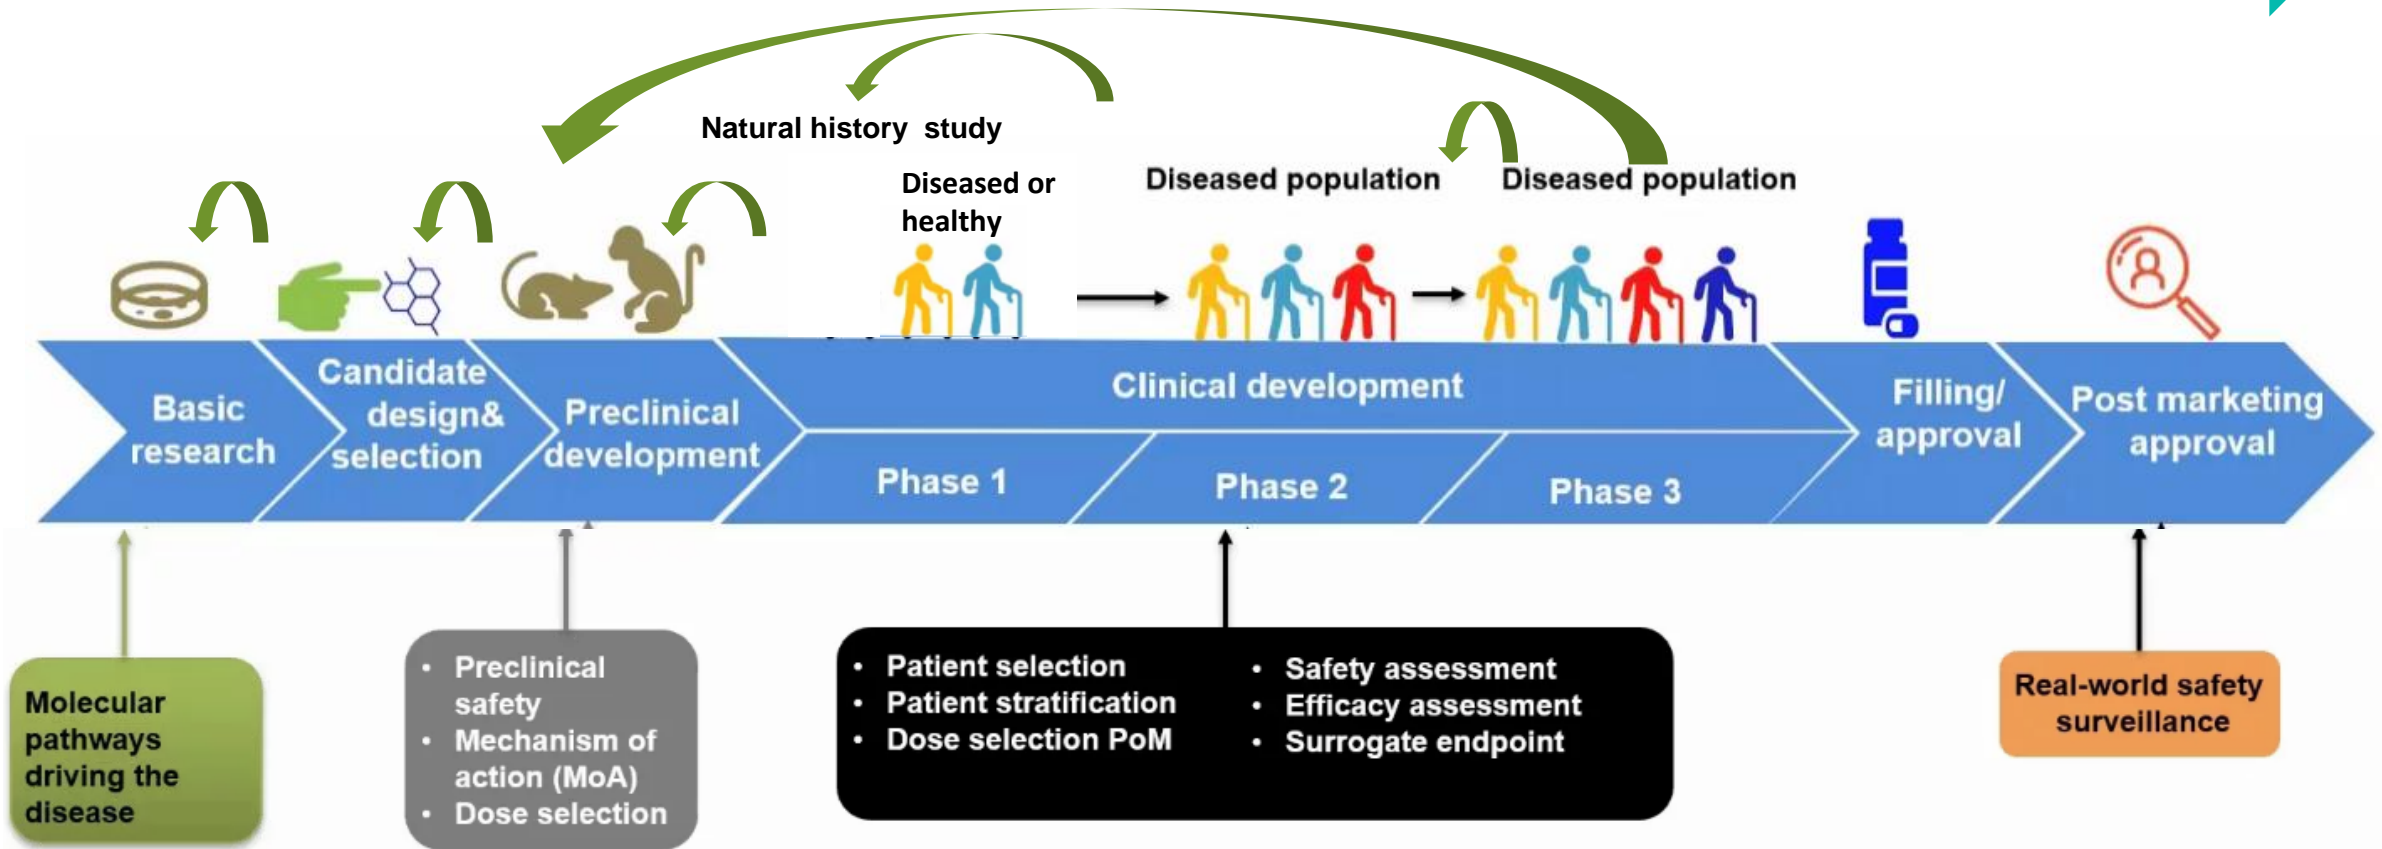 Natural history  study
Diseased or
healthy
Diseased population
Diseased population
Basic
research
Candidate
design&
selection
Preclinical
development
Clinical development
Phase 1
Phase 2
Phase 3
Filling/
approval
Post marketing
approval
Molecular
pathways
driving the
disease
• Preclinical
safety
• Mechanism of
action (MoA)
• Dose selection
• Patient selection
• Patient stratification
• Dose selection PoM
• Safety assessment
• Efficacy assessment
• Surrogate endpoint
Real-world safety
surveillance